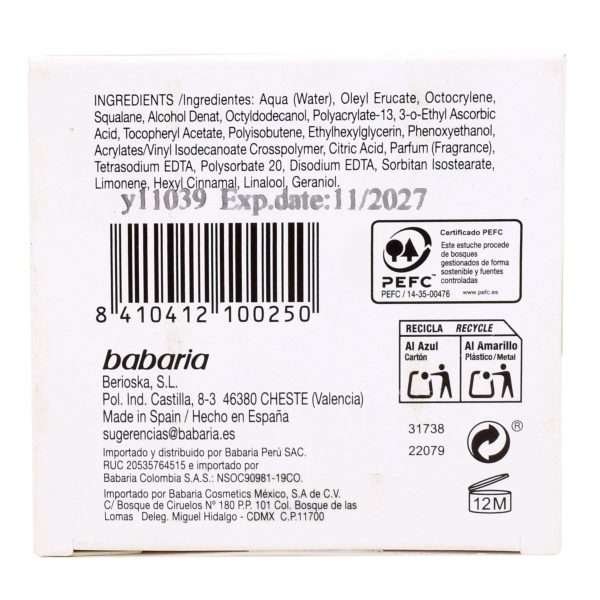 INGREDIENTS /Ingredientes: Aqua (Water), Oleyl Erucate, Octocrylene,
Squalane, Alcohol Denat, Octyldodecanol, Polyacrylate-13, 3-o-Ethyl Ascorbic
Acid, Tocopheryl Acetate, Polyisobutene, Ethylhexylglycerin, Phenoxyethanol,
Acrylates/Vinyl Isodecanoate Crosspolymer, Citric Acid, Parfum (Fragrance),
Tetrasodium EDTA, Polysorbate 20, Disodium EDTA, Sorbitan Isostearate,
Limonene, Hexyl Cinnamal, Linalool, Geraniol.
y11039 Exp.date:11/2027
8 410412 100250
Certificado PEFC
Este estuche procede
de bosques
gestionados de forma
sostenible y fuentes
controladas
PEFC™
PEFC / 14-35-00476
www.pefc.es
RECICLA RECYCLE
Al Azul
Cartón
Al Amarillo
Plástico/Metal
babaria
Berioska, S.L.
Pol. Ind. Castilla, 8-3 46380 CHESTE (Valencia)
Made in Spain / Hecho en España
sugerencias@babaria.es
31738
22079
®
Importado y distribuido por Babaria Perú SAC.
RUC 20535764515 e importado por
Babaria Colombia S.A.S.: NSOC90981-19CO.
Importado por Babaria Cosmetics México, S.A de C.V.
C/ Bosque de Ciruelos N° 180 P.P. 101 Col. Bosque de las
Lomas Deleg. Miguel Hidalgo - CDMX C.P.11700
12M